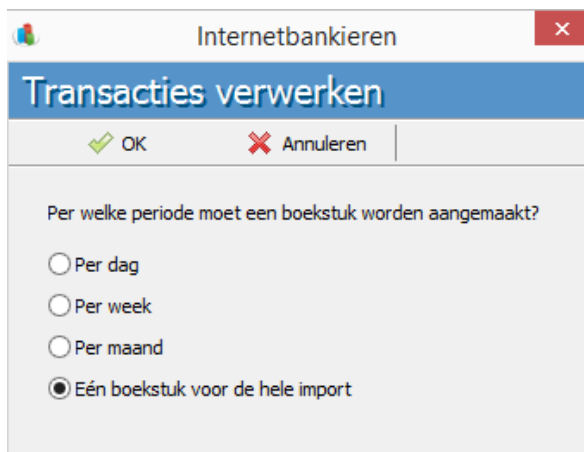 Internetbankieren
Transacties verwerken
OK Annuleren
Per welke periode moet een boekstuk worden aangemaakt?
Per dag
Per week
Per maand
Eén boekstuk voor de hele import